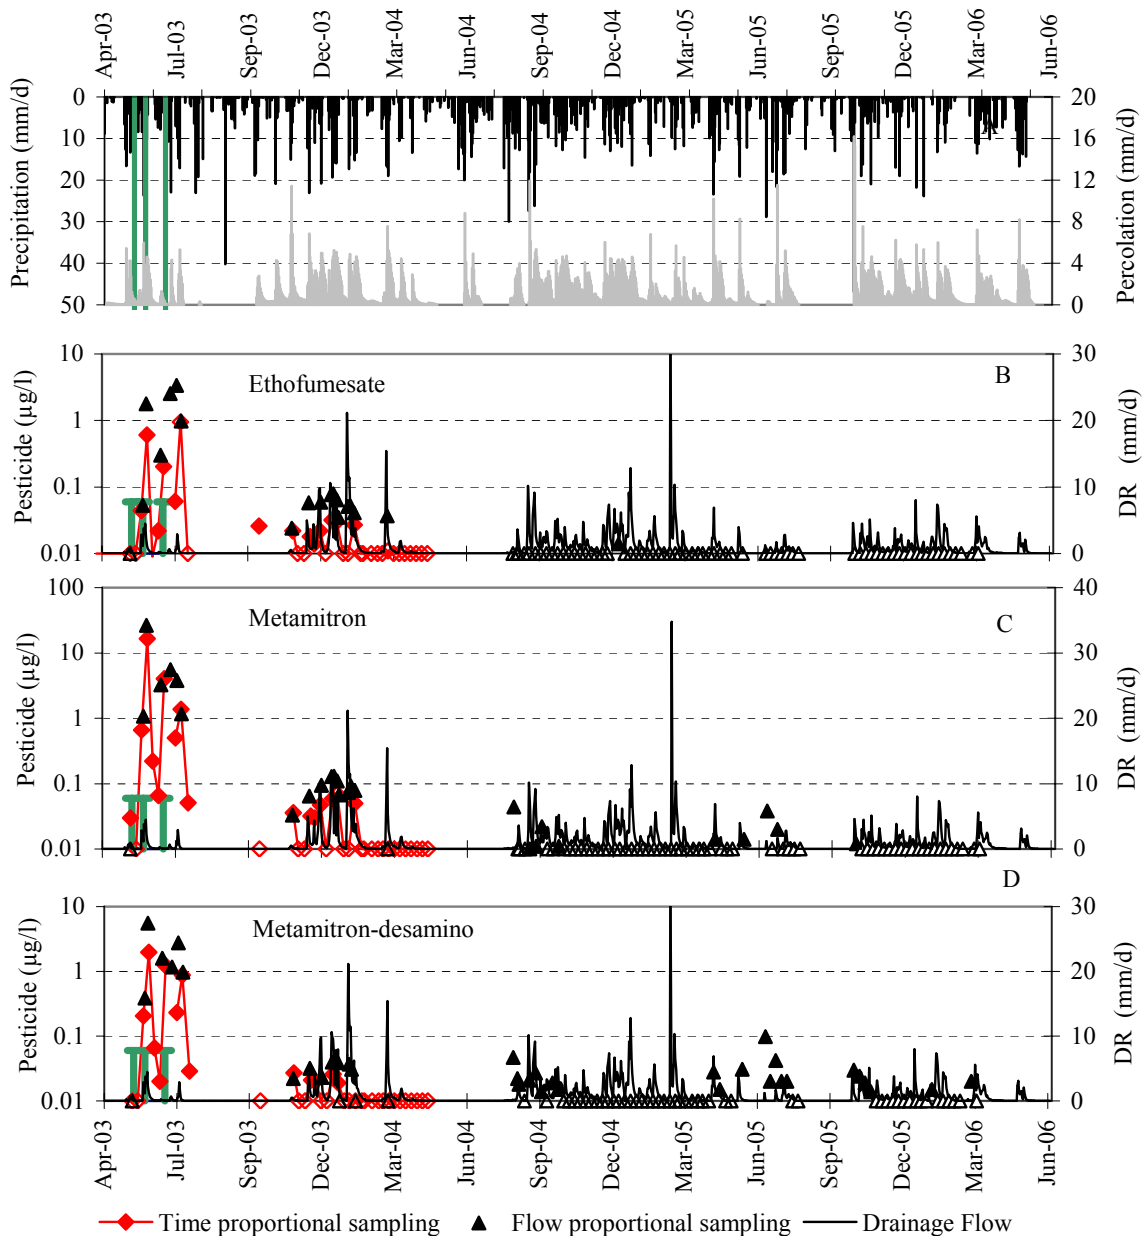 Apr-03 Jul-03 Sep-03 Dec-03 Mar-04 Jun-04 Sep-04 Dec-04 Mar-05 Jun-05 Sep-05 Dec-05 Mar-06 Jun-06
Precipitation (mm/d)
0
10
20
30
40
50
A
20
16
12
8
4
0
Percolation (mm/d)
Pesticide (µg/l)
10
1
0.1
0.01
Ethofumesate
B
30
20
10
0
DR (mm/d)
Pesticide (µg/l)
100
10
1
0.1
0.01
Metamitron
C
40
30
20
10
0
DR (mm/d)
D
Pesticide (µg/l)
10
1
0.1
0.01
Metamitron-desamino
30
20
10
0
DR (mm/d)
Apr-03 Jul-03 Sep-03 Dec-03 Mar-04 Jun-04 Sep-04 Dec-04 Mar-05 Jun-05 Sep-05 Dec-05 Mar-06 Jun-06
Time proportional sampling Flow proportional sampling Drainage Flow